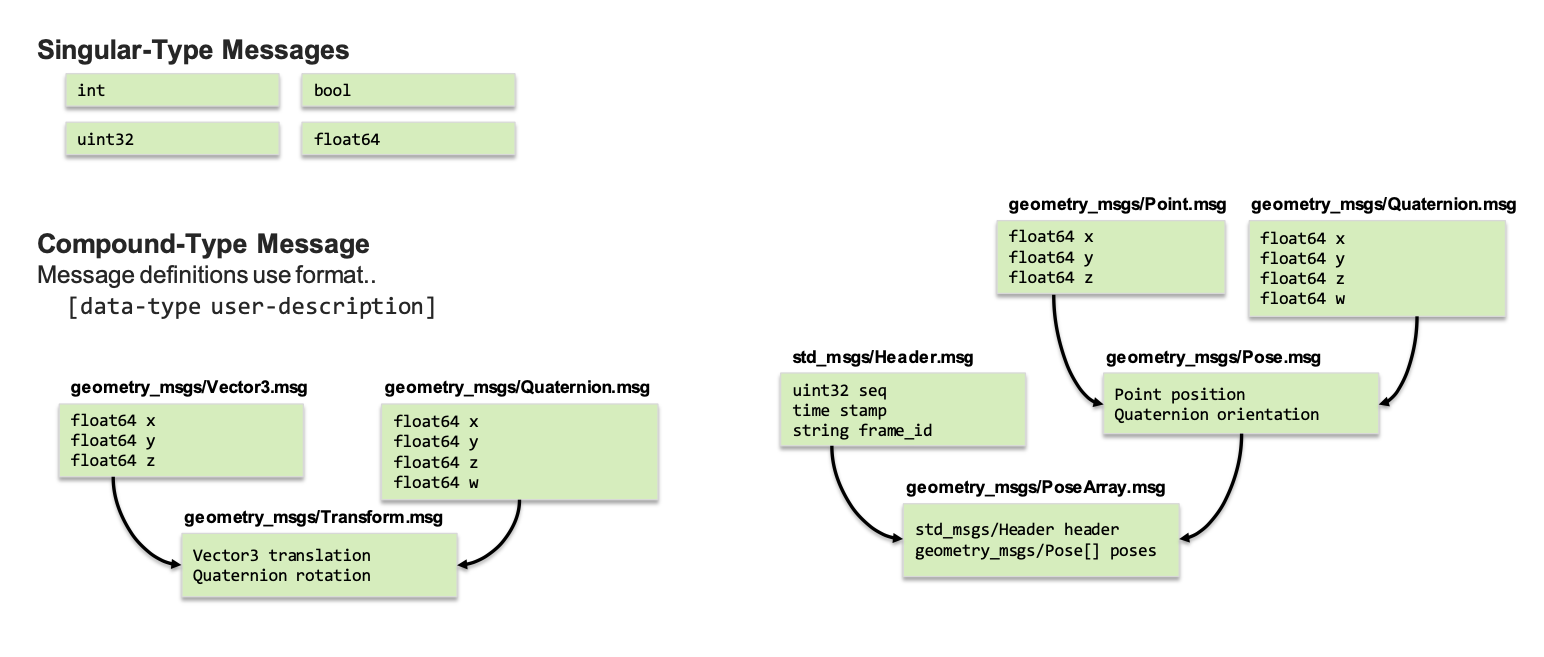 Singular-Type Messages
int
bool
uint32
float64
Compound-Type Message
Message definitions use format..
[data-type user-description]
geometry_msgs/Vector3.msg
float64 x
float64 y
float64 z
geometry_msgs/Quaternion.msg
float64 x
float64 y
float64 z
float64 w
geometry_msgs/Transform.msg
Vector3 translation
Quaternion rotation
geometry_msgs/Point.msg
float64 x
float64 y
float64 z
geometry_msgs/Quaternion.msg
float64 x
float64 y
float64 z
float64 w
std_msgs/Header.msg
uint32 seq
time stamp
string frame_id
geometry_msgs/Pose.msg
Point position
Quaternion orientation
geometry_msgs/PoseArray.msg
std_msgs/Header header
geometry_msgs/Pose[] poses